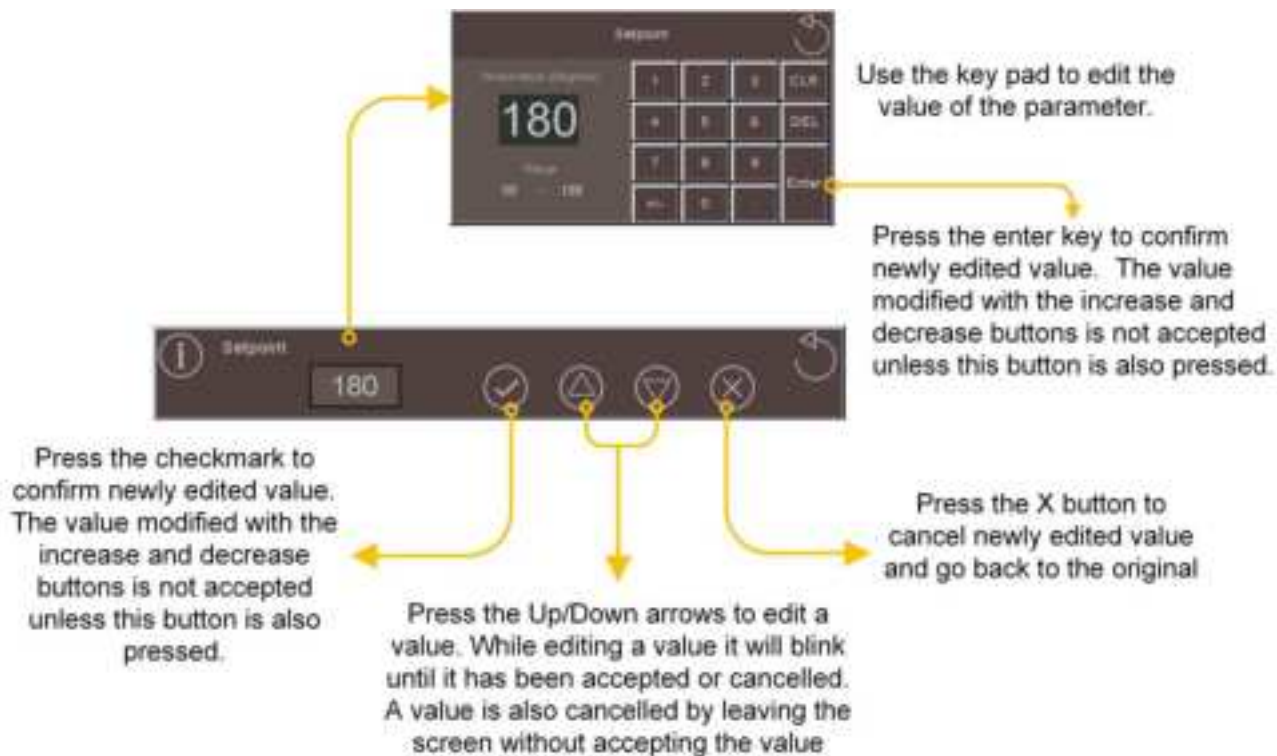 Setpoint
180
1 2 3 CLR
4 5 6 DEL
7 8 9
Enter
+/- 0 .
Use the key pad to edit the
value of the parameter.
Press the enter key to confirm
newly edited value. The value
modified with the increase and
decrease buttons is not accepted
unless this button is also pressed.
i Setpoint
180
Press the checkmark to
confirm newly edited value.
The value modified with the
increase and decrease
buttons is not accepted
unless this button is also
pressed.
Press the X button to
cancel newly edited value
and go back to the original
Press the Up/Down arrows to edit a
value. While editing a value it will blink
until it has been accepted or cancelled.
A value is also cancelled by leaving the
screen without accepting the value